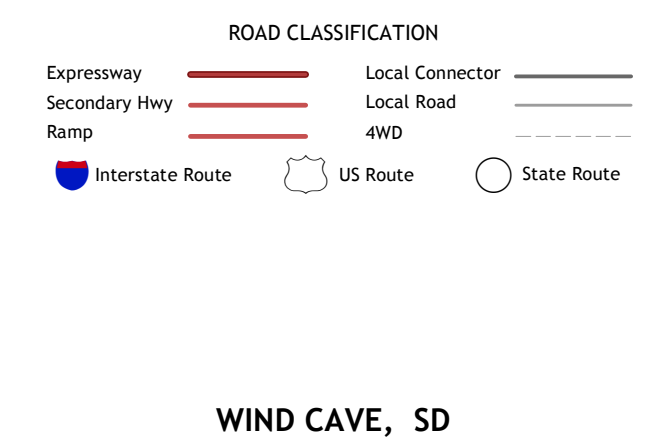 ROAD CLASSIFICATION
Expressway
Secondary Hwy
Ramp
Local Connector
Local Road
4WD
Interstate Route
US Route
State Route
WIND CAVE, SD